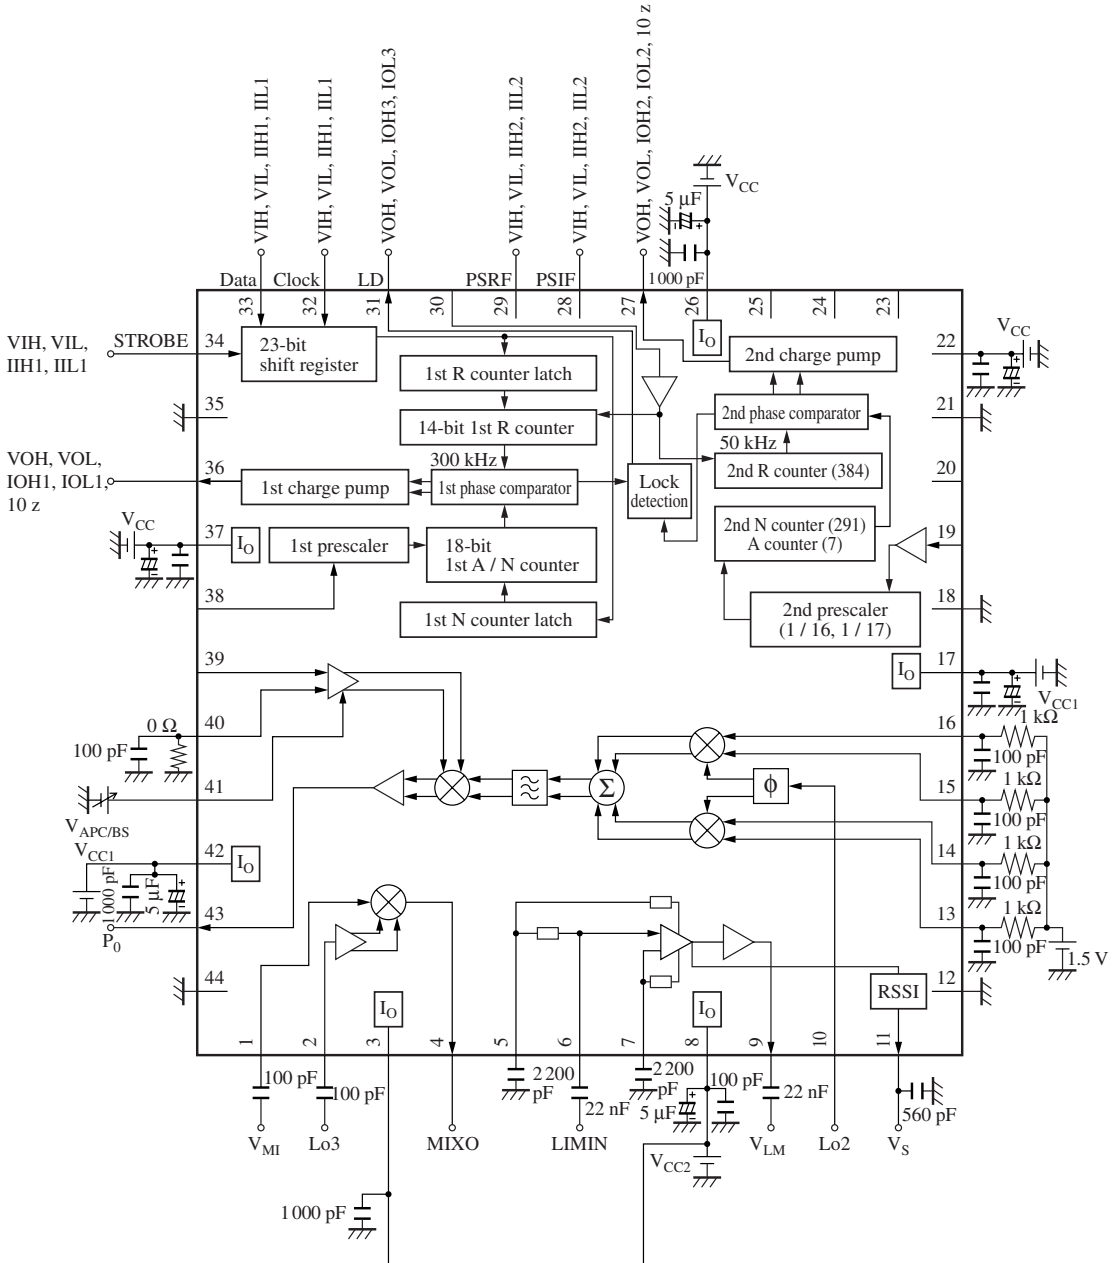 VIH, VIL, IIH1, IIL1
VIH, VIL, IIH1, IIL1
VOH, VOL, IOH3, IOL3
VIH, VIL, IIH2, IIL2
VIH, VIL, IIH2, IIL2
VOH, VOL, IOH2, IOL2, 10 z
VCC
5 µF
1000 pF
Data
Clock
LD
PSRF
PSIF
33
32
31
30
29
28
27
26
25
24
23
VIH, VIL,
IIH1, IIL1
STROBE
34
23-bit
shift register
1st R counter latch
14-bit 1st R counter
300 kHz
1st charge pump
1st phase comparator
Lock
detection
IO
2nd charge pump
2nd phase comparator
50 kHz
2nd R counter (384)
2nd N counter (291)
A counter (7)
2nd prescaler
(1 / 16, 1 / 17)
22
VCC
21
20
19
18
17
IO
VCC1
35
VOH, VOL,
IOH1, IOL1,
10 z
36
VCC
37
IO
1st prescaler
18-bit
1st A / N counter
1st N counter latch
38
39
0 Ω
40
100 pF
41
VAPC/BS
VCC1
42
IO
1000 pF
5 µF
43
P0
44
Σ
ϕ
16
1 kΩ
100 pF
15
1 kΩ
100 pF
14
1 kΩ
100 pF
13
1 kΩ
100 pF
1.5 V
12
RSSI
IO
IO
1
2
3
4
5
6
7
8
9
10
11
100 pF
100 pF
2200
pF
22 nF
2200
pF
5 µF
100 pF
22 nF
560 pF
VMI
Lo3
MIXO
LIMIN
VCC2
VLM
Lo2
VS
1000 pF